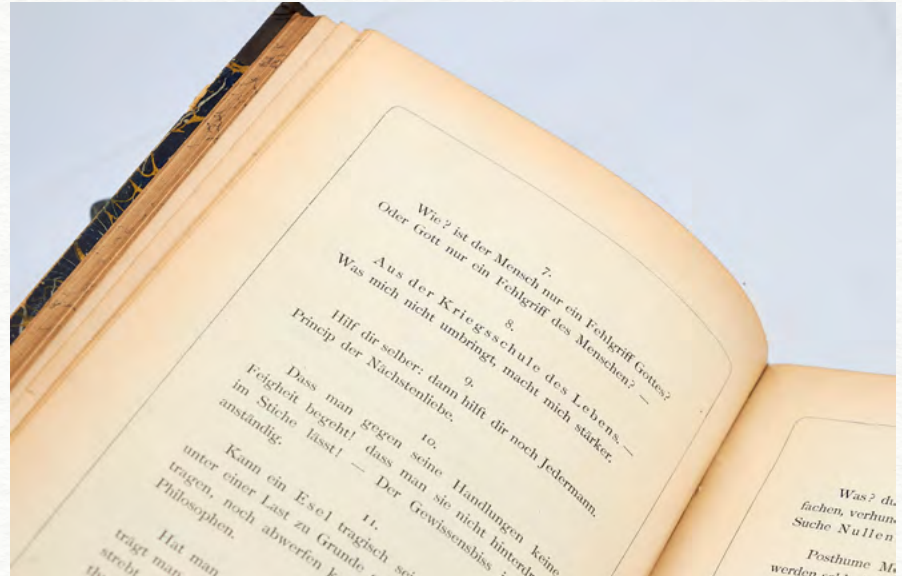 7.
Wie? ist der Mensch nur ein Fehlgriff Gottes?
Oder Gott nur ein Fehlgriff des Menschen? —
8.
Aus der Kriegsschule des Lebens. —
Was mich nicht umbringt, macht mich stärker.
9.
Hilf dir selber: dann hilft dir noch Jedermann.
Princip der Nächstenliebe.
10.
Dass man gegen seine Handlungen keine
Feigheit begeht! dass man sie nicht hinterdr
im Stiche lässt! — Der Gewissensbiss i
anständig.
11.
Kann ein Esel tragisch sei
unter einer Last zu Grunde
tragen, noch abwerfen k
Philosophen.
Hat man
trägt man
strebt
Was? du
fachen, verhun
Suche Nullen
Posthume M
werden